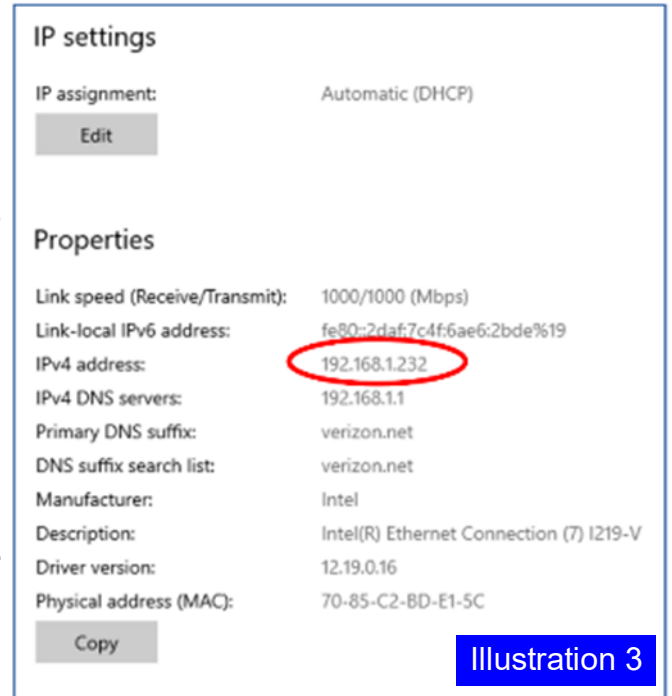 IP settings
IP assignment: Automatic (DHCP)
Edit
Properties
Link speed (Receive/Transmit): 1000/1000 (Mbps)
Link-local IPv6 address: fe80::2daf:7c4f:6ae6:2bde%19
IPv4 address: 192.168.1.232
IPv4 DNS servers: 192.168.1.1
Primary DNS suffix: verizon.net
DNS suffix search list: verizon.net
Manufacturer: Intel
Description: Intel(R) Ethernet Connection (7) I219-V
Driver version: 12.19.0.16
Physical address (MAC): 70-85-C2-BD-E1-5C
Copy
Illustration 3